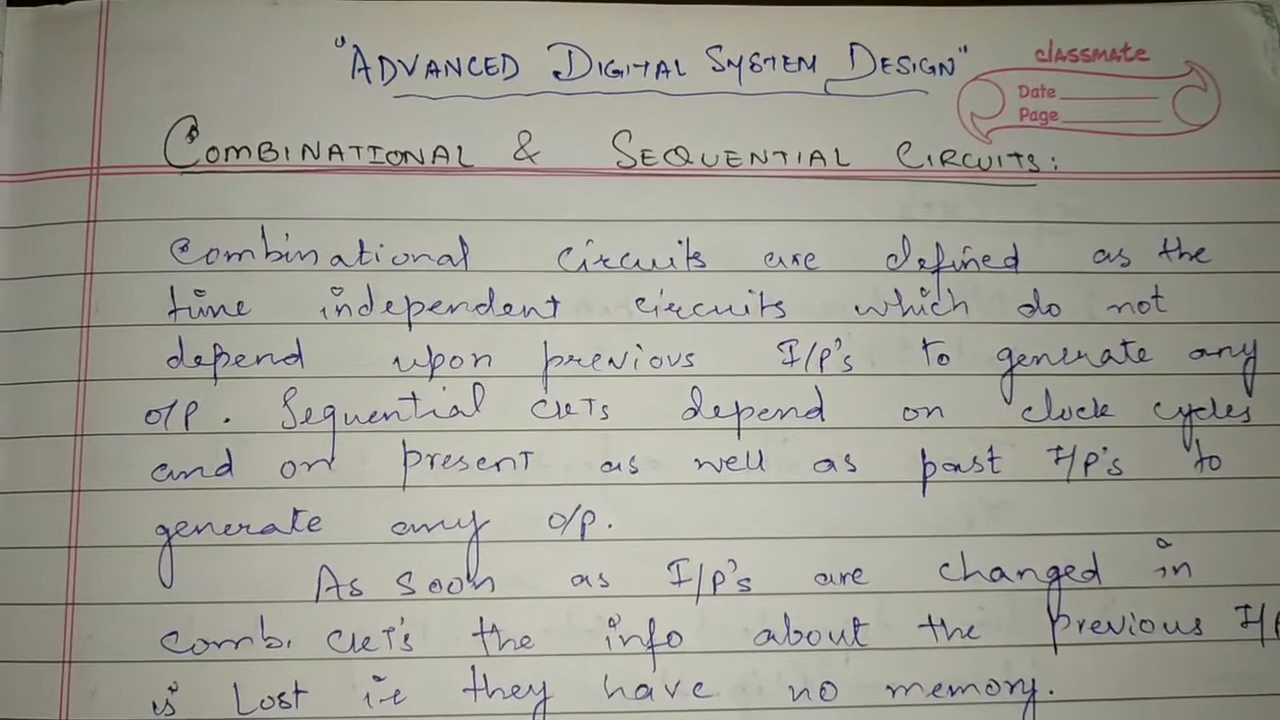 "ADVANCED DIGITAL SYSTEM DESIGN"
classmate
Date
Page
COMBINATIONAL & SEQUENTIAL CIRCUITS:
Combinational circuits are defined as the
time independent circuits which do not
depend upon previous I/P's to generate any
O/P. Sequential CKTs depend on clock cycles
and on present as well as past I/P's to
generate any O/P.
As soon as I/P's are changed in
comb. CKT's the info about the previous I/P
is Lost i.e they have no memory.